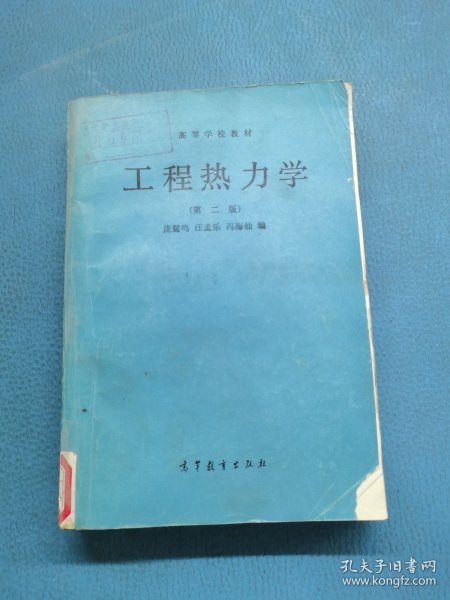 高等学校教材
工程热力学
(第二版)
庞麓鸣 汪孟乐 冯海仙 编
高等教育出版社
孔夫子旧书网
www.kongfz.com